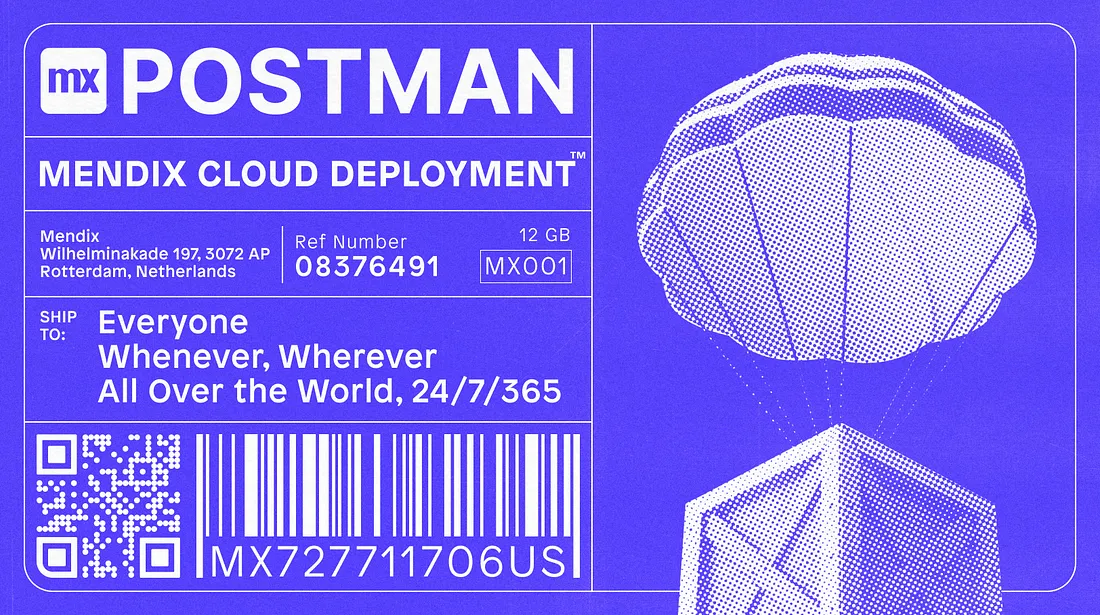 mx POSTMAN
MENDIX CLOUD DEPLOYMENT™
Mendix
Wilhelminakade 197, 3072 AP
Rotterdam, Netherlands
Ref Number
08376491
12 GB
MX001
SHIP
TO:
Everyone
Whenever, Wherever
All Over the World, 24/7/365
MX727711706US